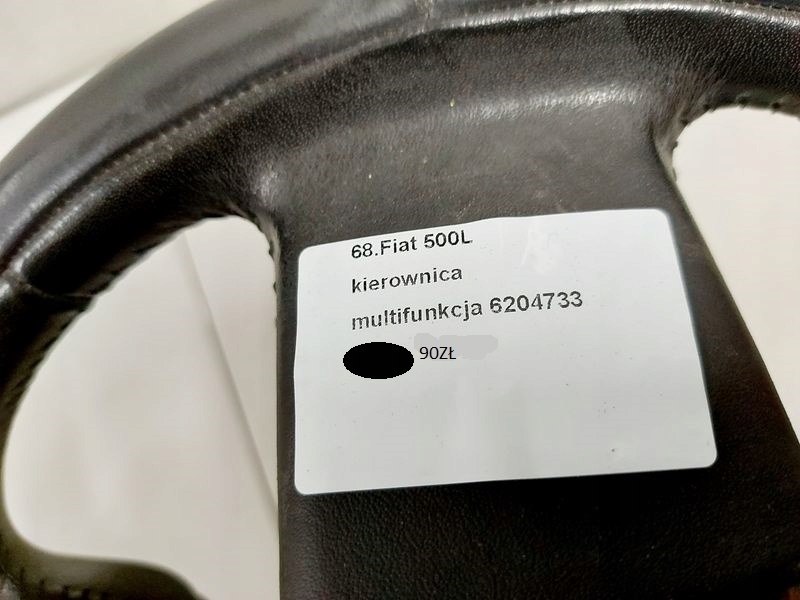 68.Fiat 500L
kierownica
multifunkcja 6204733
90ZŁ